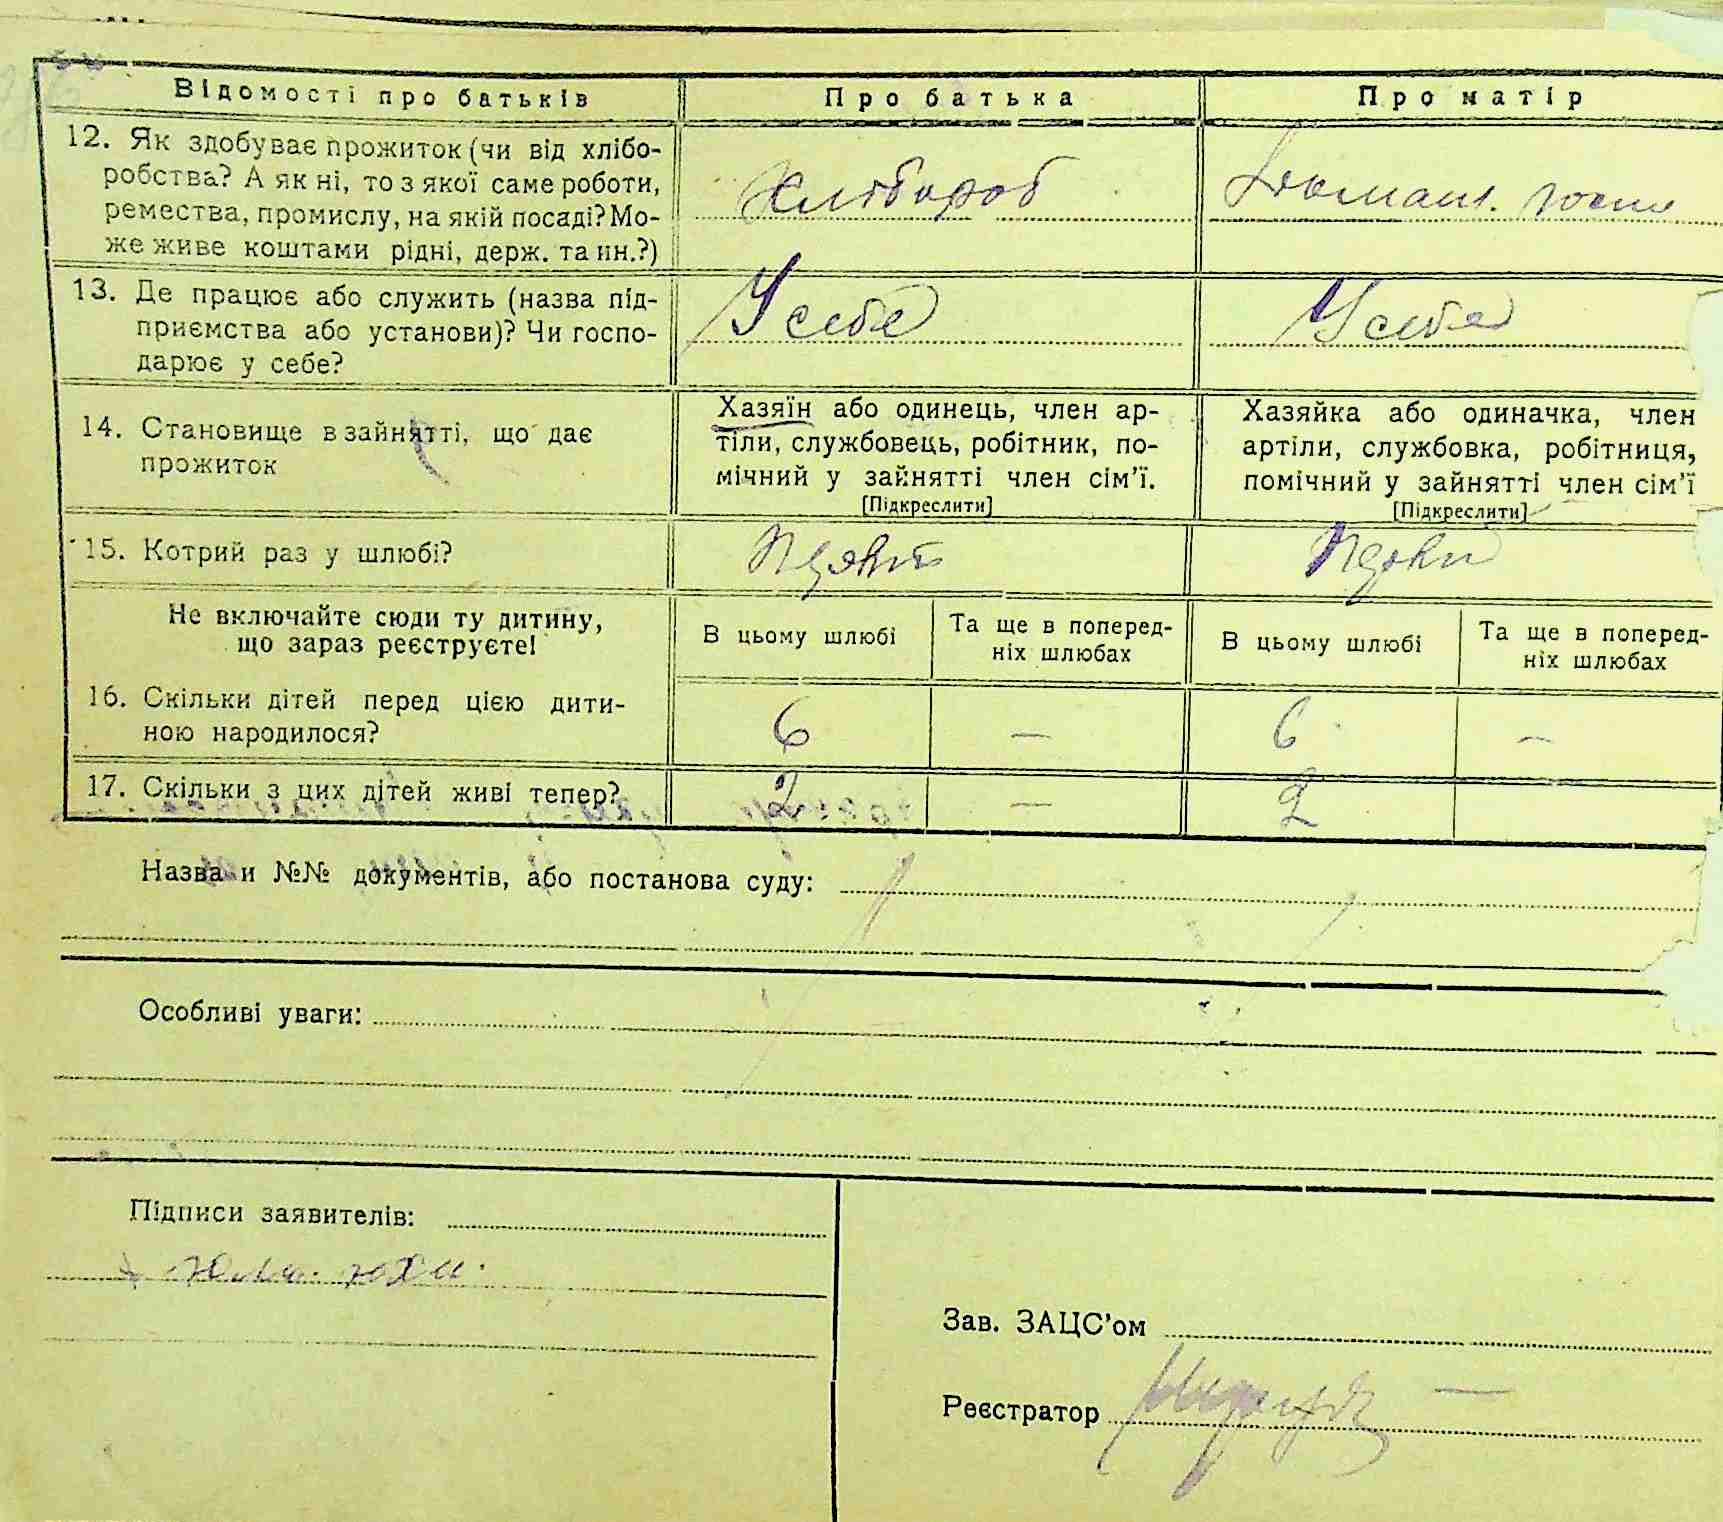 Відомості про батьків
Про батька
Про матір
12. Як здобуває прожиток (чи від хлібо-
робства? А як ні, то з якої саме роботи,
ремества, промислу, на якій посаді? Мо-
же живе коштами рідні, держ. та ин.?)
Хлібороб
Домашн.
13. Де працює або служить (назва під-
приємства або установи)? Чи госпо-
дарює у себе?
У себе
У себе
14. Становище в зайнятті, що дає
прожиток
Хазяїн або одинець, член ар-
тіли, службовець, робітник, по-
мічний у зайнятті член сім’ї.
[Підкреслити]
Хазяйка або одиначка, член
артіли, службовка, робітниця,
помічний у зайнятті член сім’ї
[Підкреслити]
15. Котрий раз у шлюбі?
Не включайте сюди ту дитину,
що зараз реєструєте!
В цьому шлюбі
Та ще в поперед-
ніх шлюбах
В цьому шлюбі
Та ще в поперед-
ніх шлюбах
16. Скільки дітей перед цією дити-
ною народилося?
6 — 6 —
17. Скільки з цих дітей живі тепер?
2 — 2
Назва и №№ документів, або постанова суду:
Особливі уваги:
Підписи заявителів:
Зав. ЗАЦС’ом
Реєстратор